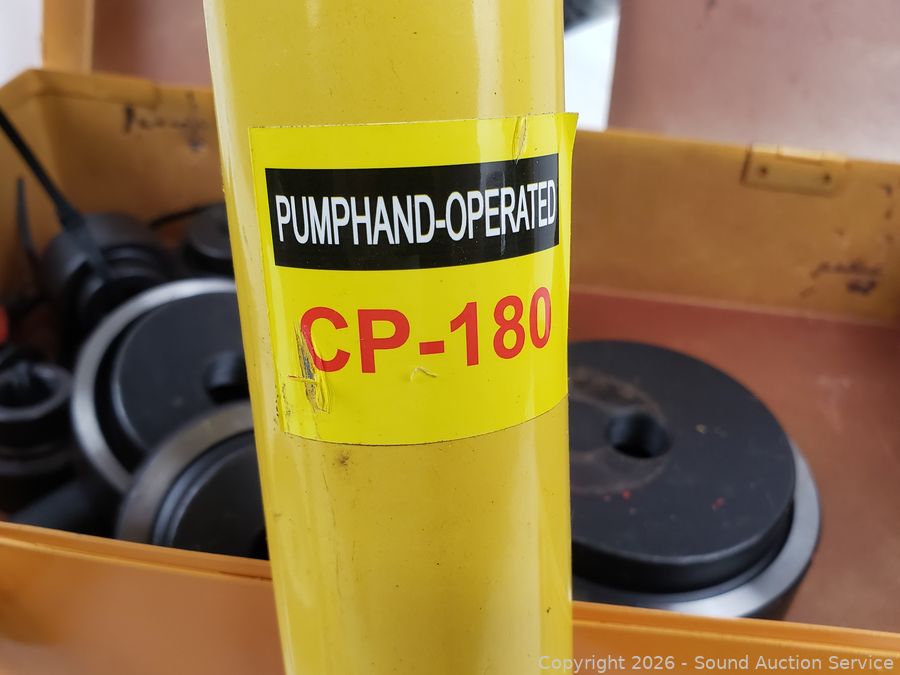 PUMPHAND-OPERATED
CP-180
Copyright 2026 - Sound Auction Service